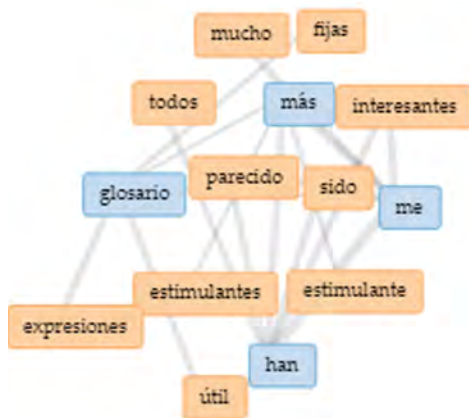 mucho
fijas
todos
más
interesantes
glosario
parecido
sido
me
estimulantes
estimulante
expresiones
han
útil